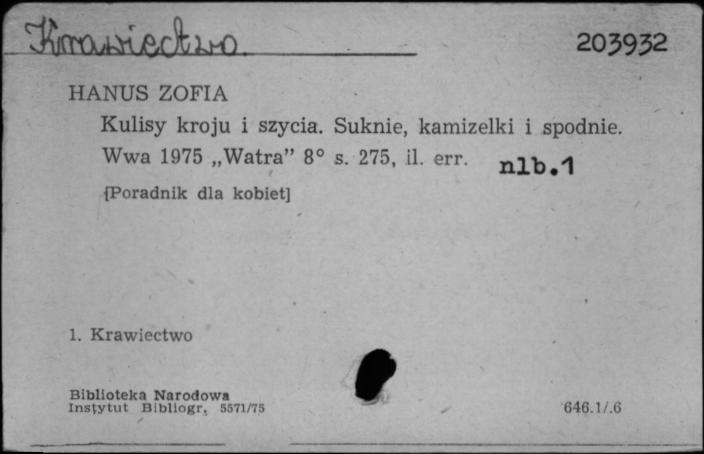 Krawiectwo. 203932
HANUS ZOFIA
Kulisy kroju i szycia. Suknie, kamizelki i spodnie.
Wwa 1975 „Watra” 8° s. 275, il. err. nlb.1
[Poradnik dla kobiet]
1. Krawiectwo
Biblioteka Narodowa
Instytut Bibliogr. 5571/75 646.1/.6